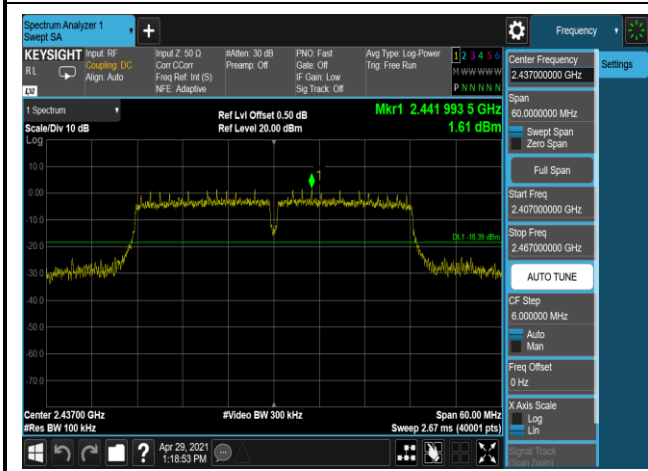 Spectrum Analyzer 1
Swept SA
Frequency
KEYSIGHT
RL
LXI
Input: RF
Coupling: DC
Align: Auto
Input Z: 50 Ω
Corr CCorr
Freq Ref: Int (S)
NFE: Adaptive
#Atten: 30 dB
Preamp: Off
PNO: Fast
Gate: Off
IF Gain: Low
Sig Track: Off
Avg Type: Log-Power
Trig: Free Run
1 2 3 4 5 6
M W W W W W
P N N N N N
1 Spectrum
Scale/Div 10 dB
Log
Ref Lvl Offset 0.50 dB
Ref Level 20.00 dBm
Mkr1 2.441 993 5 GHz
1.61 dBm
10.0
0.00
-10.0
-20.0
-30.0
-40.0
-50.0
-60.0
-70.0
1
DL1 -18.39 dBm
Center 2.43700 GHz
#Res BW 100 kHz
#Video BW 300 kHz
Span 60.00 MHz
Sweep 2.67 ms (40001 pts)
Center Frequency
2.437000000 GHz
Settings
Span
60.0000000 MHz
Swept Span
Zero Span
Full Span
Start Freq
2.407000000 GHz
Stop Freq
2.467000000 GHz
AUTO TUNE
CF Step
6.000000 MHz
Auto
Man
Freq Offset
0 Hz
X Axis Scale
Log
Lin
Signal Track
(Span Zoom)
Apr 29, 2021
1:18:53 PM